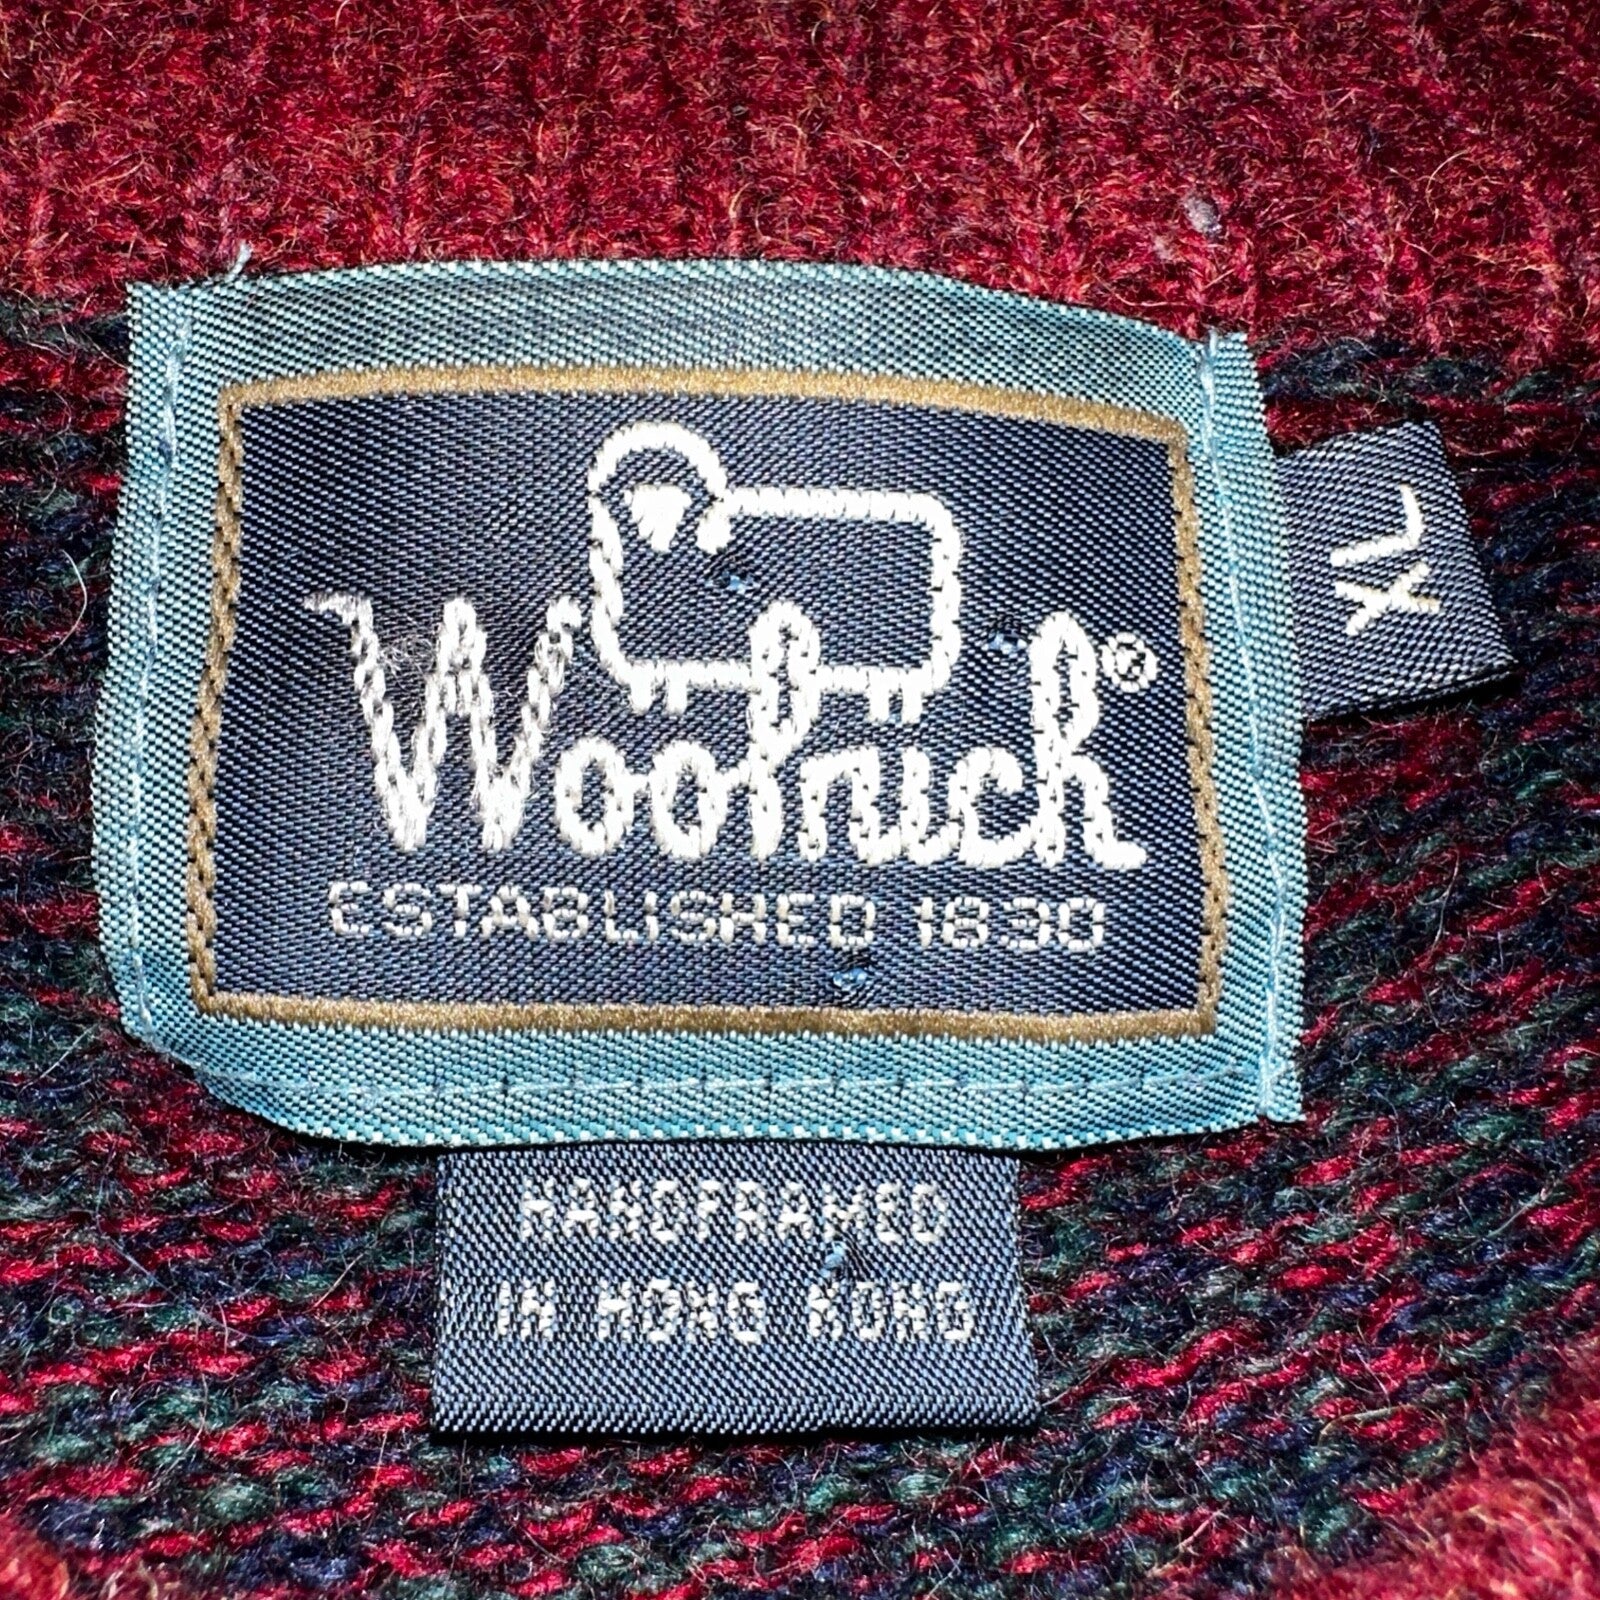 Woolrich®
ESTABLISHED 1830
XL
HANDFRAMED
IN HONG KONG